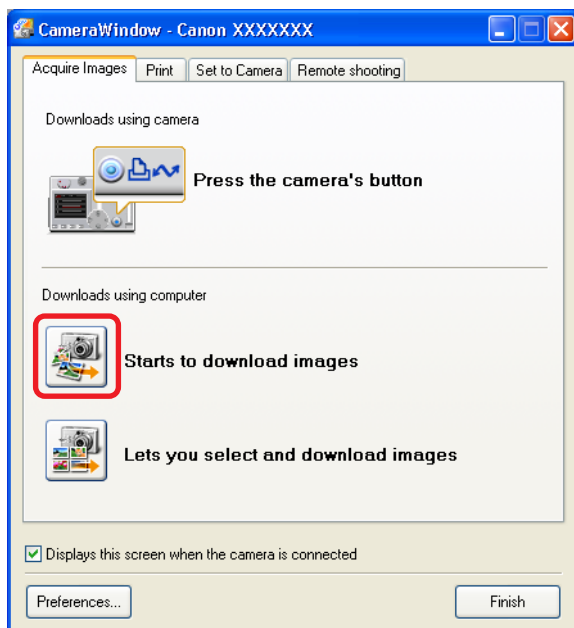 CameraWindow - Canon XXXXXXX
Acquire Images Print Set to Camera Remote shooting
Downloads using camera
Press the camera's button
Downloads using computer
Starts to download images
Lets you select and download images
Displays this screen when the camera is connected
Preferences... Finish